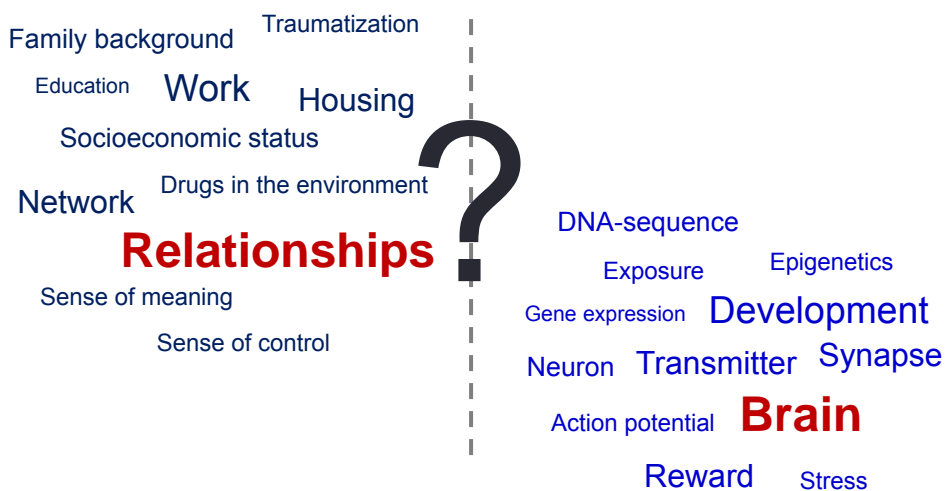 Family background
Traumatization
Education
Work
Housing
Socioeconomic status
Drugs in the environment
Network
Relationships
Sense of meaning
Sense of control
?
DNA-sequence
Exposure
Epigenetics
Gene expression
Development
Neuron
Transmitter
Synapse
Action potential
Brain
Reward
Stress